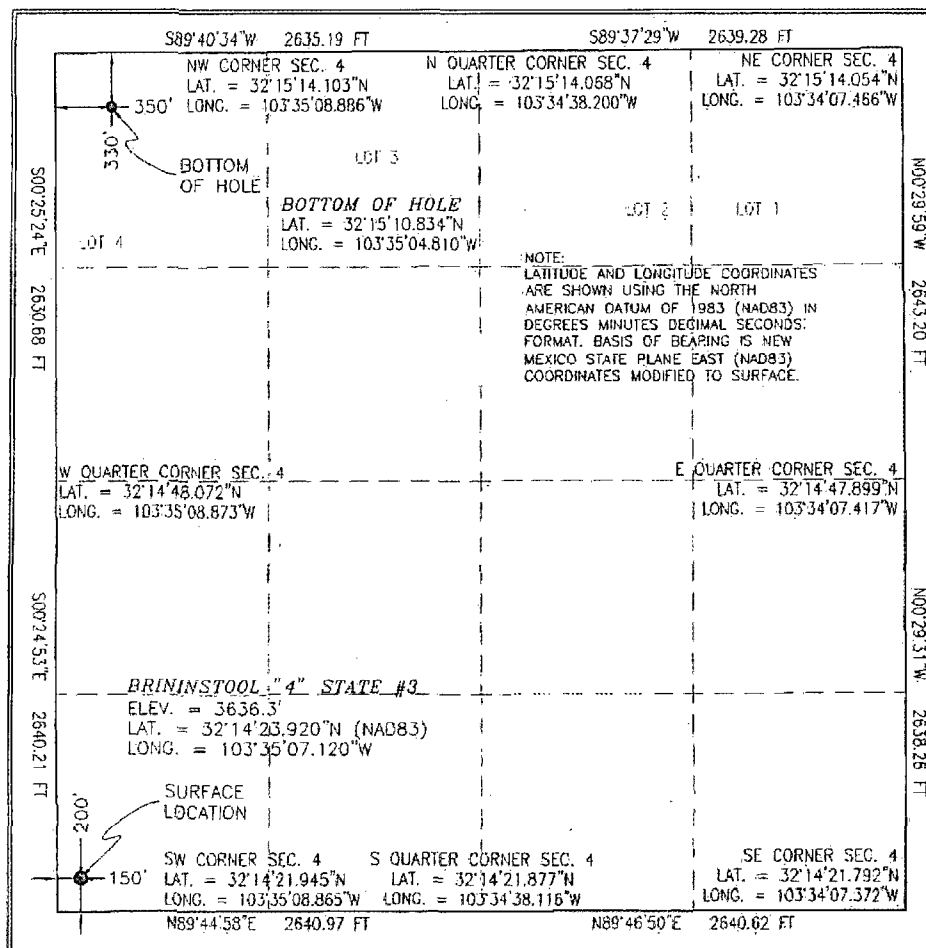 S89°40'34"W 2635.19 FT
S89°37'29"W 2639.28 FT
NW CORNER SEC. 4
LAT. = 32°15'14.103"N
LONG. = 103°35'08.886"W
N QUARTER CORNER SEC. 4
LAT. = 32°15'14.068"N
LONG. = 103°34'38.200"W
NE CORNER SEC. 4
LAT. = 32°15'14.054"N
LONG. = 103°34'07.466"W
350'
330'
BOTTOM
OF HOLE
LOT 3
BOTTOM OF HOLE
LAT. = 32°15'10.834"N
LONG. = 103°35'04.810"W
LOT 4
LOT 2
LOT 1
S00°25'24"E 2630.68 FT
N00°29'59"W 2643.20 FT
NOTE:
LATITUDE AND LONGITUDE COORDINATES
ARE SHOWN USING THE NORTH
AMERICAN DATUM OF 1983 (NAD83) IN
DEGREES MINUTES DECIMAL SECONDS
FORMAT. BASIS OF BEARING IS NEW
MEXICO STATE PLANE EAST (NAD83)
COORDINATES MODIFIED TO SURFACE.
W QUARTER CORNER SEC. 4
LAT. = 32°14'48.072"N
LONG. = 103°35'08.873"W
E QUARTER CORNER SEC. 4
LAT. = 32°14'47.899"N
LONG. = 103°34'07.417"W
S00°24'53"E 2640.21 FT
N00°29'31"W 2638.26 FT
BRININSTOOL "4" STATE #3
ELEV. = 3636.3'
LAT. = 32°14'23.920"N (NAD83)
LONG. = 103°35'07.120"W
SURFACE
LOCATION
200'
150'
SW CORNER SEC. 4
LAT. = 32°14'21.945"N
LONG. = 103°35'08.865"W
S QUARTER CORNER SEC. 4
LAT. = 32°14'21.877"N
LONG. = 103°34'38.116"W
SE CORNER SEC. 4
LAT. = 32°14'21.792"N
LONG. = 103°34'07.372"W
N89°44'58"E 2640.97 FT
N89°46'50"E 2640.62 FT